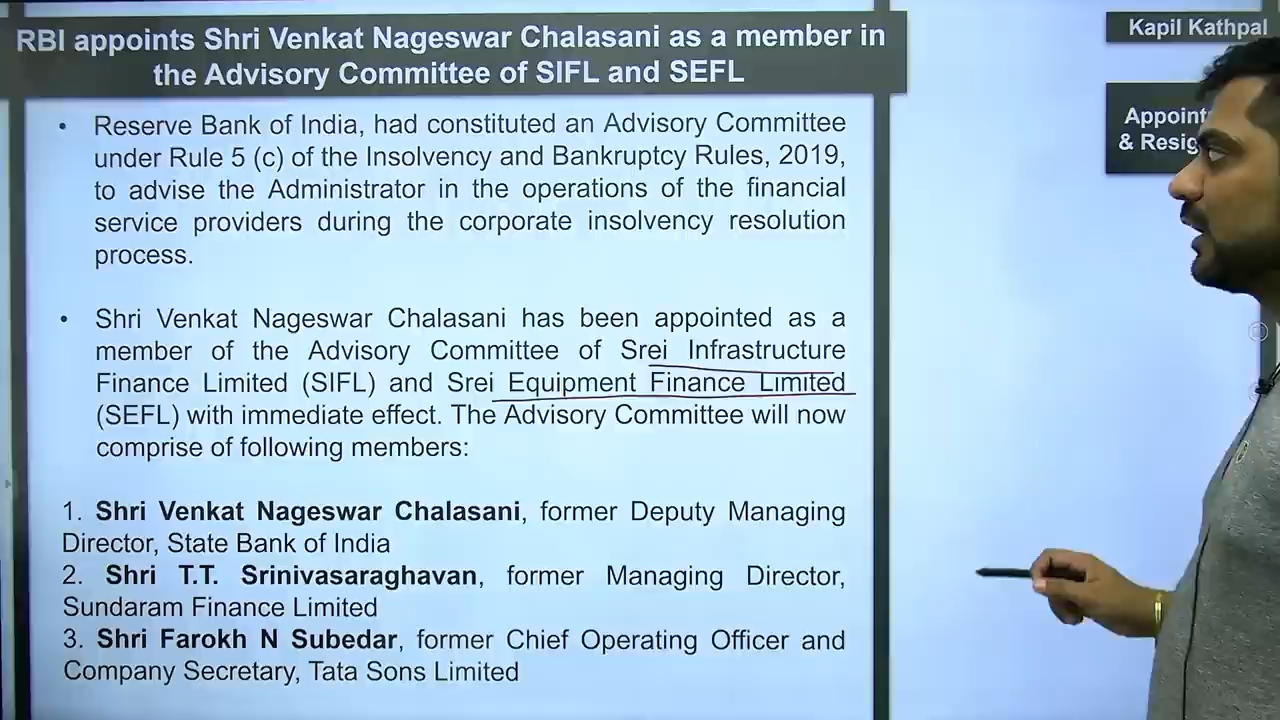 RBI appoints Shri Venkat Nageswar Chalasani as a member in
the Advisory Committee of SIFL and SEFL
Kapil Kathpal
Appoint
& Resig
• Reserve Bank of India, had constituted an Advisory Committee
under Rule 5 (c) of the Insolvency and Bankruptcy Rules, 2019,
to advise the Administrator in the operations of the financial
service providers during the corporate insolvency resolution
process.
• Shri Venkat Nageswar Chalasani has been appointed as a
member of the Advisory Committee of Srei Infrastructure
Finance Limited (SIFL) and Srei Equipment Finance Limited
(SEFL) with immediate effect. The Advisory Committee will now
comprise of following members:
1. Shri Venkat Nageswar Chalasani, former Deputy Managing
Director, State Bank of India
2. Shri T.T. Srinivasaraghavan, former Managing Director,
Sundaram Finance Limited
3. Shri Farokh N Subedar, former Chief Operating Officer and
Company Secretary, Tata Sons Limited